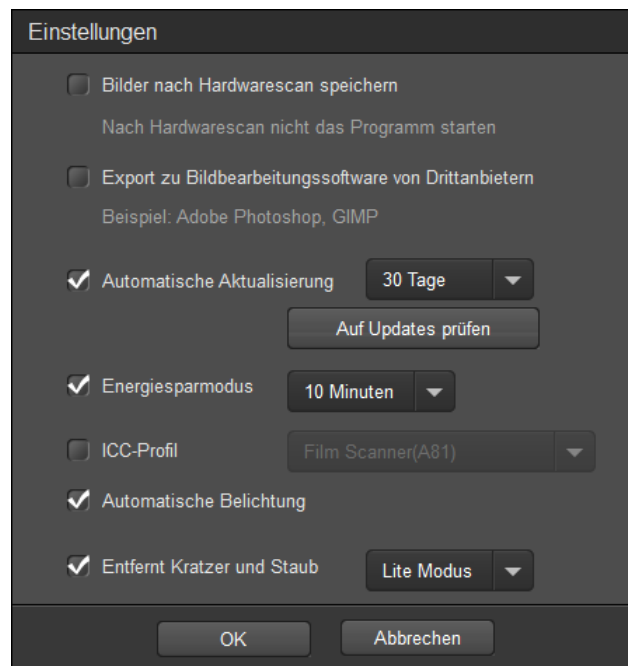 Einstellungen
Bilder nach Hardwarescan speichern
Nach Hardwarescan nicht das Programm starten
Export zu Bildbearbeitungssoftware von Drittanbietern
Beispiel: Adobe Photoshop, GIMP
Automatische Aktualisierung 30 Tage
Auf Updates prüfen
Energiesparmodus 10 Minuten
ICC-Profil Film Scanner(A81)
Automatische Belichtung
Entfernt Kratzer und Staub Lite Modus
OK Abbrechen